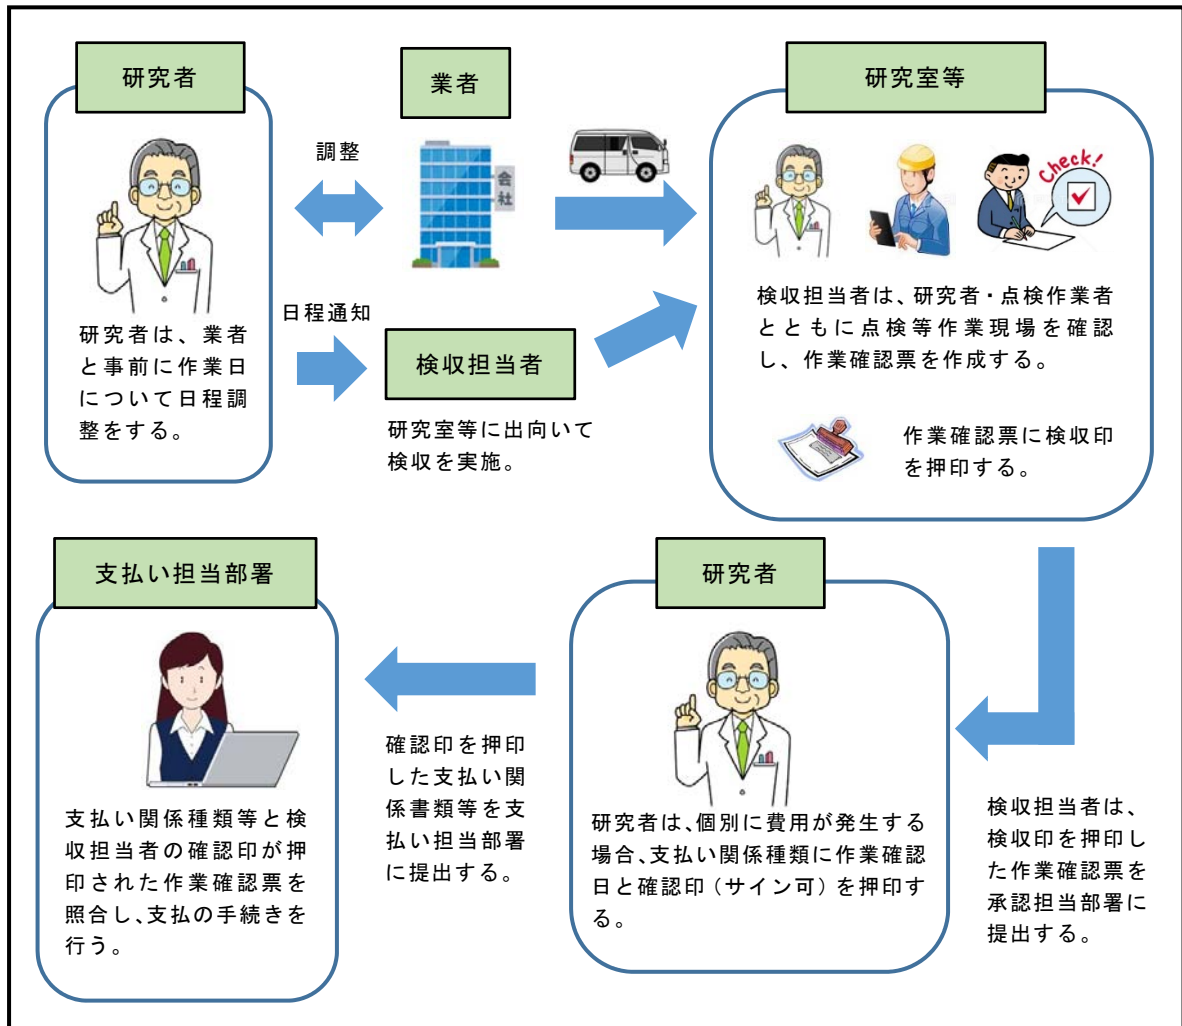 研究者
業者
研究室等
調整
会社
Check!
研究者は、業者
と事前に作業日
について日程調
整をする。
日程通知
検収担当者
研究室等に出向いて
検収を実施。
検収担当者は、研究者・点検作業者
とともに点検等作業現場を確認
し、作業確認票を作成する。
作業確認票に検収印
を押印する。
支払い担当部署
研究者
確認印を押印
した支払い関
係書類等を支
払い担当部署
に提出する。
支払い関係種類等と検
収担当者の確認印が押
印された作業確認票を
照合し、支払の手続きを
行う。
研究者は、個別に費用が発生する
場合、支払い関係種類に作業確認
日と確認印(サイン可)を押印す
る。
検収担当者は、
検収印を押印し
た作業確認票を
承認担当部署に
提出する。